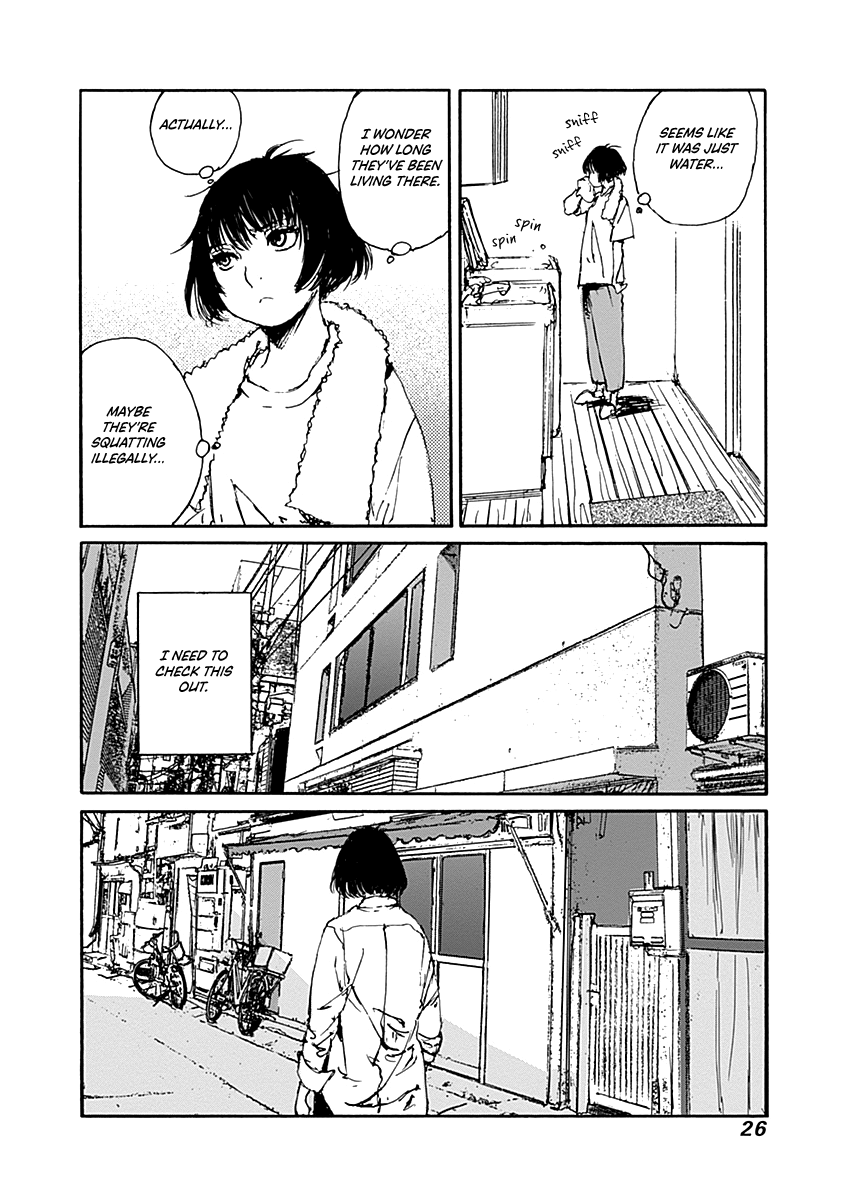 SEEMS LIKE
IT WAS JUST
WATER...
sniff
sniff
spin
spin
I WONDER
HOW LONG
THEY'VE BEEN
LIVING THERE.
ACTUALLY...
MAYBE
THEY'RE
SQUATTING
ILLEGALLY...
I NEED TO
CHECK THIS
OUT.
26